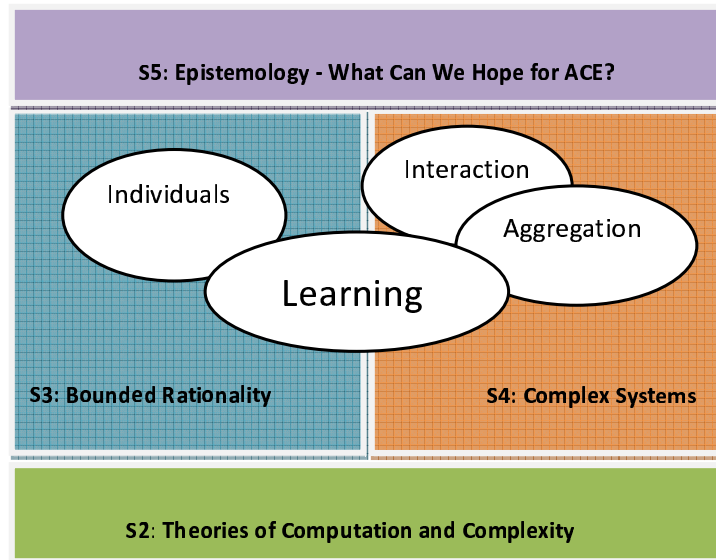 S5: Epistemology - What Can We Hope for ACE?
Individuals
Interaction
Aggregation
Learning
S3: Bounded Rationality
S4: Complex Systems
S2: Theories of Computation and Complexity